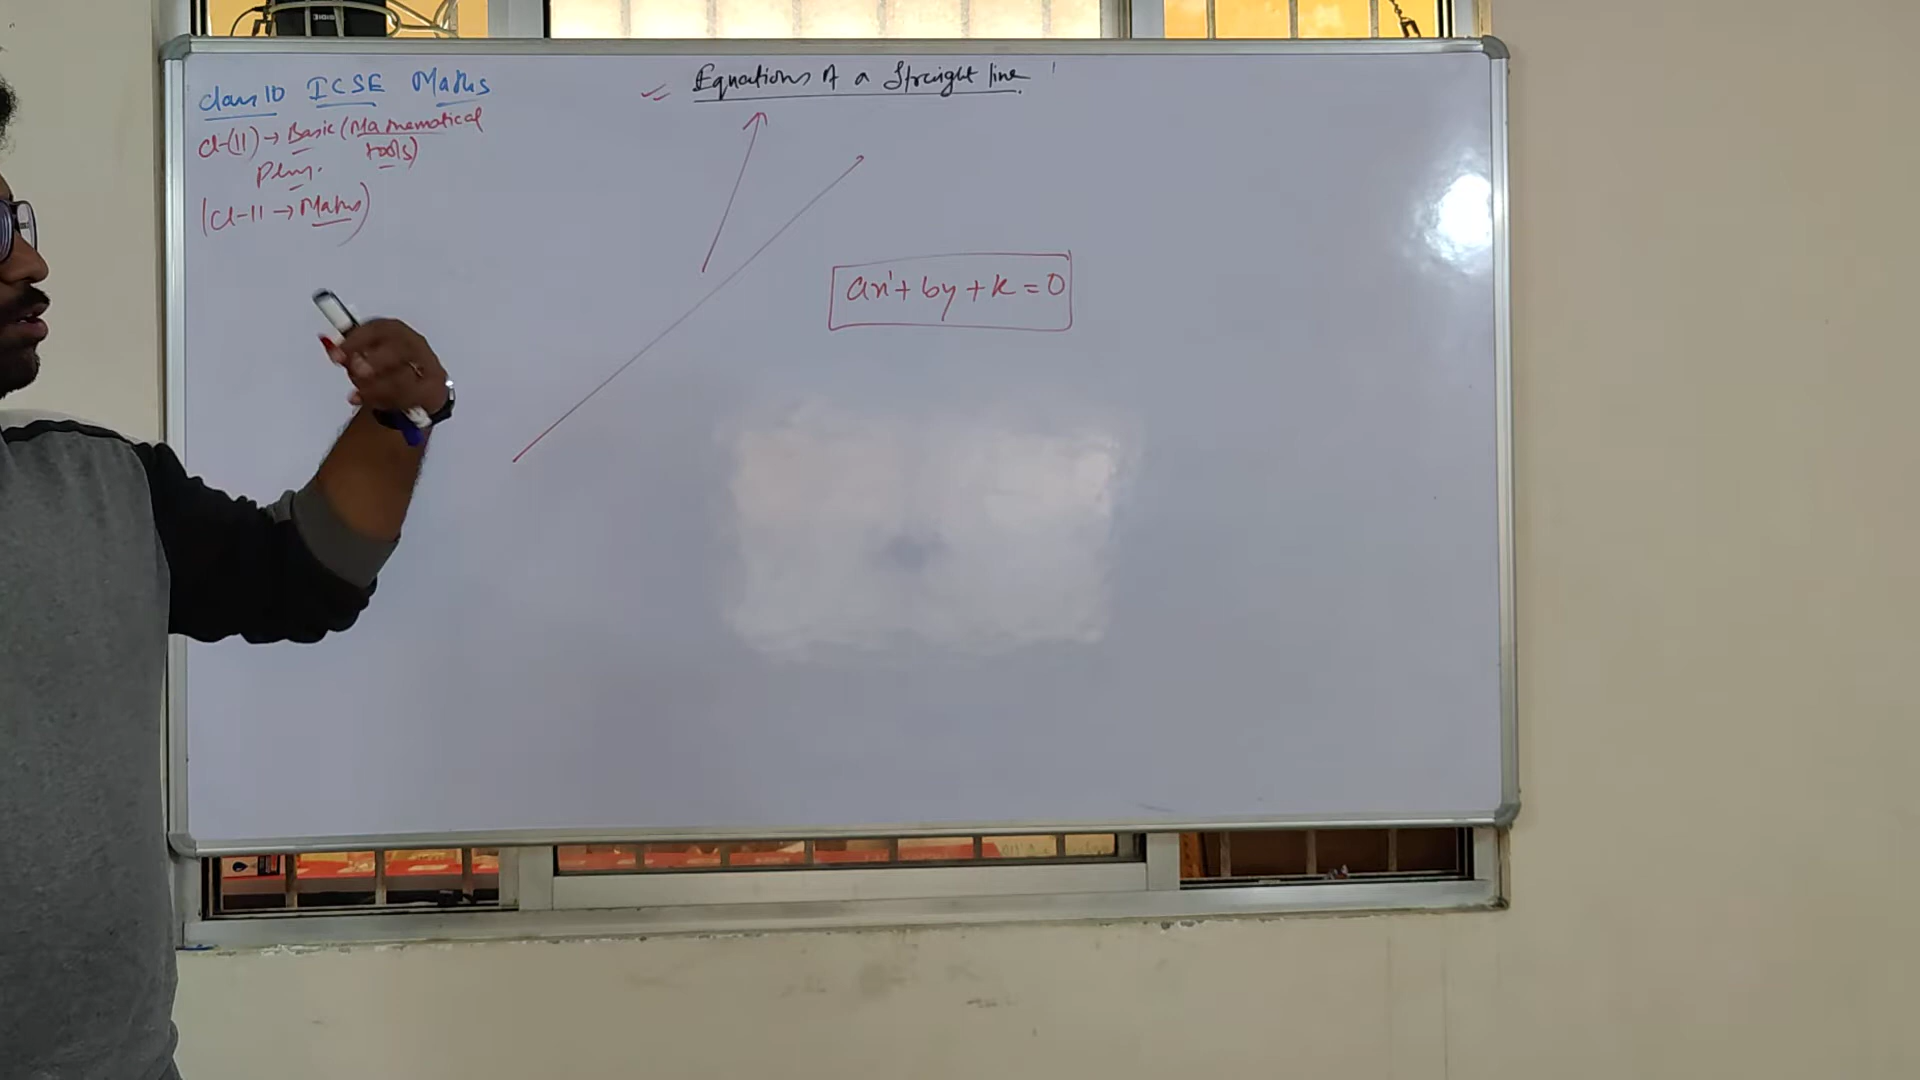 class 10 ICSE Maths
cl-(11) → Basic (Mathematical
tools)
Phy.
(cl-11 → Maths)
Equations of a Straight line
ax¹ + by + k = 0